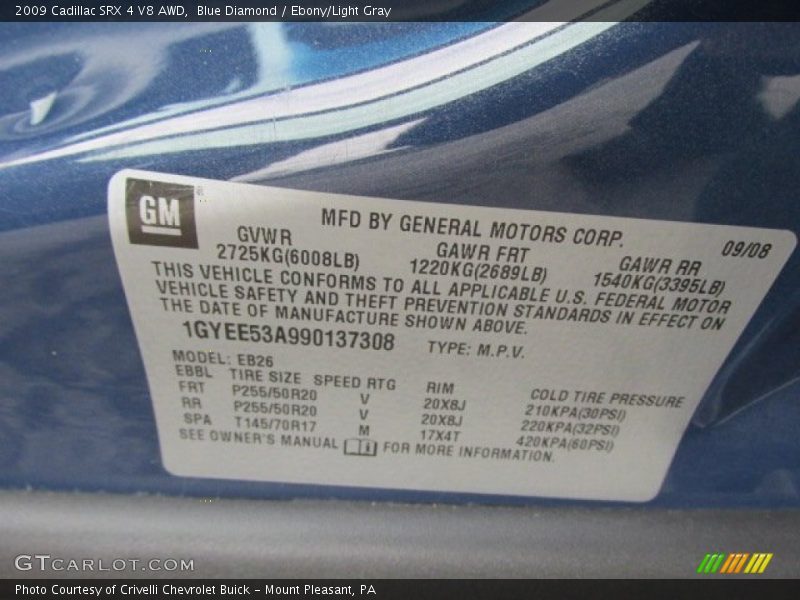 2009 Cadillac SRX 4 V8 AWD,  Blue Diamond / Ebony/Light Gray
GM ®
MFD BY GENERAL MOTORS CORP.
09/08
GVWR GAWR FRT GAWR RR
2725KG(6008LB) 1220KG(2689LB) 1540KG(3395LB)
THIS VEHICLE CONFORMS TO ALL APPLICABLE U.S. FEDERAL MOTOR
VEHICLE SAFETY AND THEFT PREVENTION STANDARDS IN EFFECT ON
THE DATE OF MANUFACTURE SHOWN ABOVE.
1GYEE53A990137308 TYPE: M.P.V.
MODEL: EB26
EBBL TIRE SIZE SPEED RTG RIM COLD TIRE PRESSURE
FRT P255/50R20 V 20X8J 210KPA(30PSI)
RR P255/50R20 V 20X8J 220KPA(32PSI)
SPA T145/70R17 M 17X4T 420KPA(60PSI)
SEE OWNER'S MANUAL FOR MORE INFORMATION.
GTCARLOT.COM
Photo Courtesy of Crivelli Chevrolet Buick - Mount Pleasant, PA